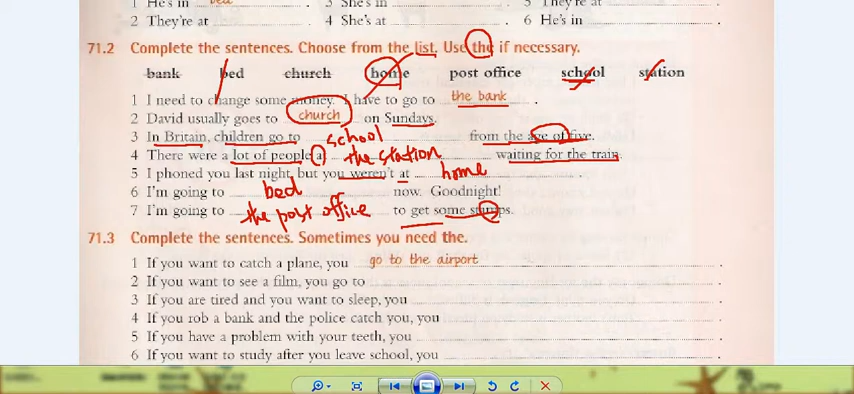 1 He's in bed . 3 She's in . 5 They're at .
2 They're at . 4 She's at . 6 He's in .
71.2 Complete the sentences. Choose from the list. Use the if necessary.
bank bed church home post office school station
1 I need to change some money. I have to go to the bank .
2 David usually goes to church on Sundays.
3 In Britain, children go to school from the age of five.
4 There were a lot of people at the station waiting for the train.
5 I phoned you last night, but you weren't at home .
6 I'm going to bed now. Goodnight!
7 I'm going to the post office to get some stamps.
71.3 Complete the sentences. Sometimes you need the.
1 If you want to catch a plane, you go to the airport .
2 If you want to see a film, you go to .
3 If you are tired and you want to sleep, you .
4 If you rob a bank and the police catch you, you .
5 If you have a problem with your teeth, you .
6 If you want to study after you leave school, you .